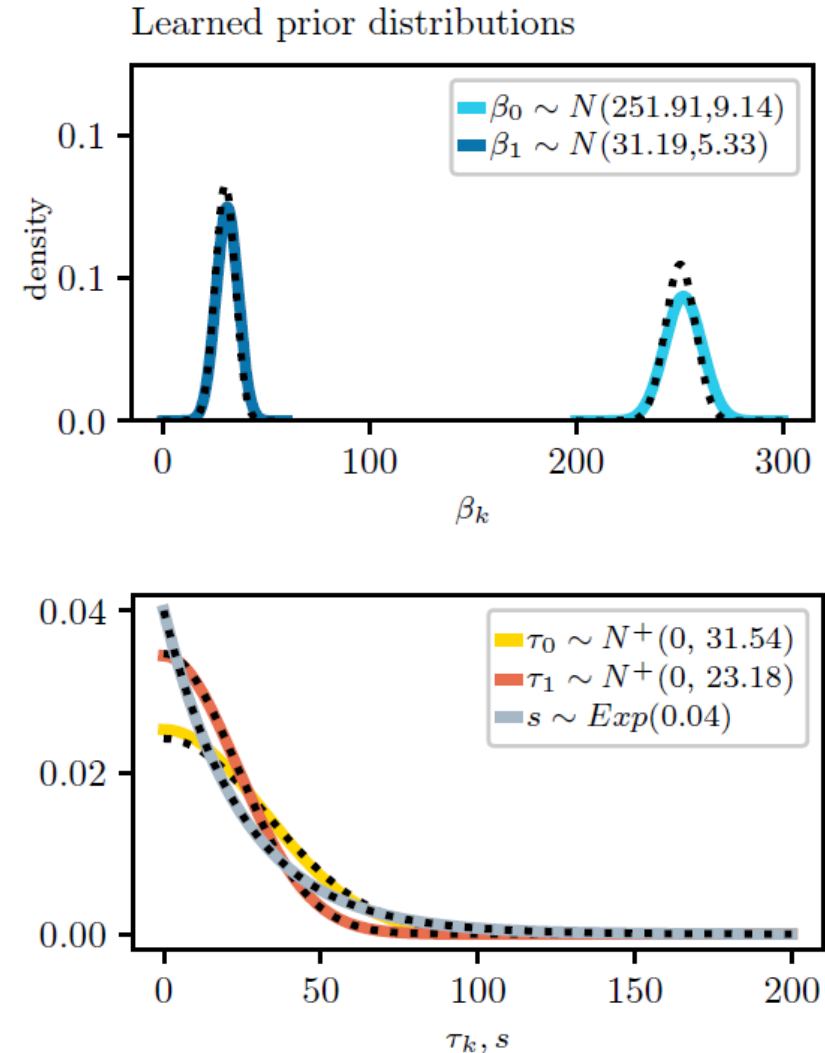 Learned prior distributions
β₀ ∼ N(251.91,9.14)
β₁ ∼ N(31.19,5.33)
density
0.1
0.1
0.0
0 100 200 300
βₖ
τ₀ ∼ N⁺(0, 31.54)
τ₁ ∼ N⁺(0, 23.18)
s ∼ Exp(0.04)
0.04
0.02
0.00
0 50 100 150 200
τₖ, s